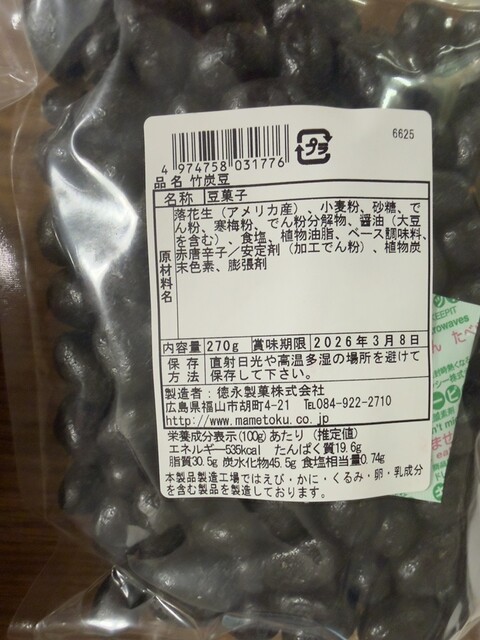 6625
4 974758 031776
プラ
品名 竹炭豆
名称 豆菓子
原材料名
落花生（アメリカ産）、小麦粉、砂糖、で
ん粉、寒梅粉、でん粉分解物、醤油（大豆
を含む）、食塩、植物油脂、ペース調味料、
赤唐辛子／安定剤（加工でん粉）、植物炭
末色素、膨張剤
内容量 270g 賞味期限 2026年3月8日
保存方法
直射日光や高温多湿の場所を避けて
保存して下さい。
製造者：徳永製菓株式会社
広島県福山市胡町4-21 TEL084-922-2710
http://www.mametoku.co.jp
栄養成分表示（100g）あたり（推定値）
エネルギー535kcal たんぱく質19.6g
脂質30.5g 炭水化物45.5g 食塩相当量0.74g
本製品製造工場ではえび・かに・くるみ・卵・乳成分
を含む製品を製造しております。
KEEPIT
rowaves